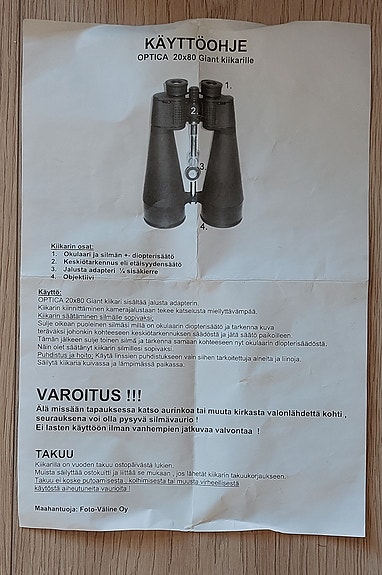 KÄYTTÖOHJE
OPTICA 20x80 Giant kiikarille
1.
2.
3.
4.
Kiikarin osat:
1. Okulaari ja silmän +- diopterisäätö
2. Keskiötarkennus eli etäisyydensäätö
3. Jalusta adapteri ¼ sisäkierre
4. Objektiivi
Käyttö:
OPTICA 20x80 Giant kiikari sisältää jalusta adapterin.
Kiikarin kiinnittäminen kamerajalustaan tekee katselusta miellyttävämpää.
Kiikarin säätäminen silmälle sopivaksi:
Sulje oikean puoleinen silmäsi millä on okulaarin diopterisäätö ja tarkenna kuva
teräväksi johonkin kohteeseen keskiötarkennuksen säädöstä ja jätä säätö paikoilleen
Tämän jälkeen sulje toinen silmä ja tarkenna samaan kohteeseen nyt okulaarin diopterisäädöstä,
Näin olet säätänyt kiikarin silmillesi sopivaksi.
Puhdistus ja hoito: Käytä linssien puhdistukseen vain siihen tarkoitettuja aineita ja liinoja.
Säilytä kiikaria kuivassa ja lämpimässä paikassa.
VAROITUS !!!
Älä missään tapauksessa katso aurinkoa tai muuta kirkasta valonlähdettä kohti ,
seurauksena voi olla pysyvä silmävaurio !
Ei lasten käyttöön ilman vanhempien jatkuvaa valvontaa !
TAKUU
Kiikarilla on vuoden takuu ostopäivästä lukien.
Muista säilyttää ostokuitti ja liittää se mukaan , jos lähetät kiikarin takuukorjaukseen.
Takuu ei koske putoamisesta , kolhimisesta tai muusta virheellisestä
käytöstä aiheutuneita vaurioita !
Maahantuoja: Foto-Väline Oy